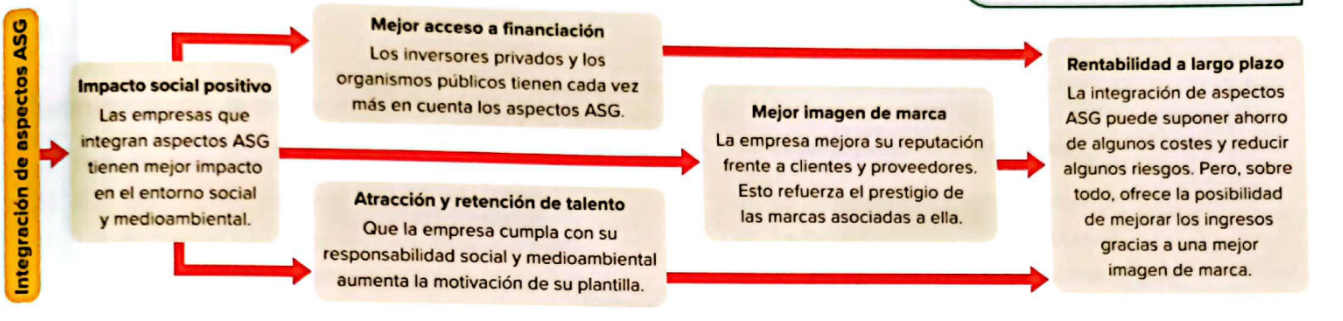 Integración de aspectos ASG
Impacto social positivo
Las empresas que
integran aspectos ASG
tienen mejor impacto
en el entorno social
y medioambiental.
Mejor acceso a financiación
Los inversores privados y los
organismos públicos tienen cada vez
más en cuenta los aspectos ASG.
Atracción y retención de talento
Que la empresa cumpla con su
responsabilidad social y medioambiental
aumenta la motivación de su plantilla.
Mejor imagen de marca
La empresa mejora su reputación
frente a clientes y proveedores.
Esto refuerza el prestigio de
las marcas asociadas a ella.
Rentabilidad a largo plazo
La integración de aspectos
ASG puede suponer ahorro
de algunos costes y reducir
algunos riesgos. Pero, sobre
todo, ofrece la posibilidad
de mejorar los ingresos
gracias a una mejor
imagen de marca.